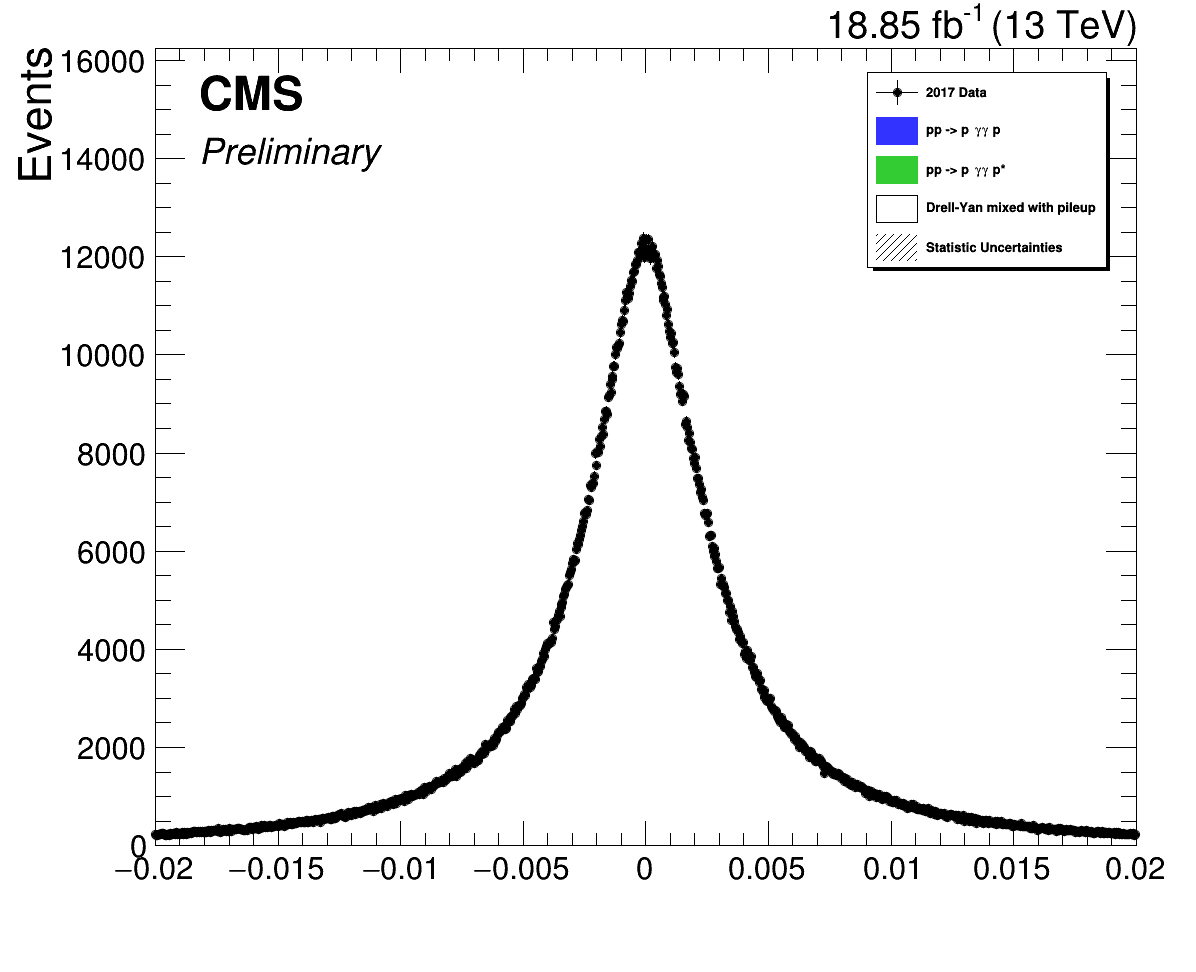 18.85 fb⁻¹ (13 TeV)
Events
CMS
Preliminary
2017 Data
pp -> p γγ p
pp -> p γγ p*
Drell-Yan mixed with pileup
Statistic Uncertainties
16000
14000
12000
10000
8000
6000
4000
2000
0
−0.02 −0.015 −0.01 −0.005 0 0.005 0.01 0.015 0.02